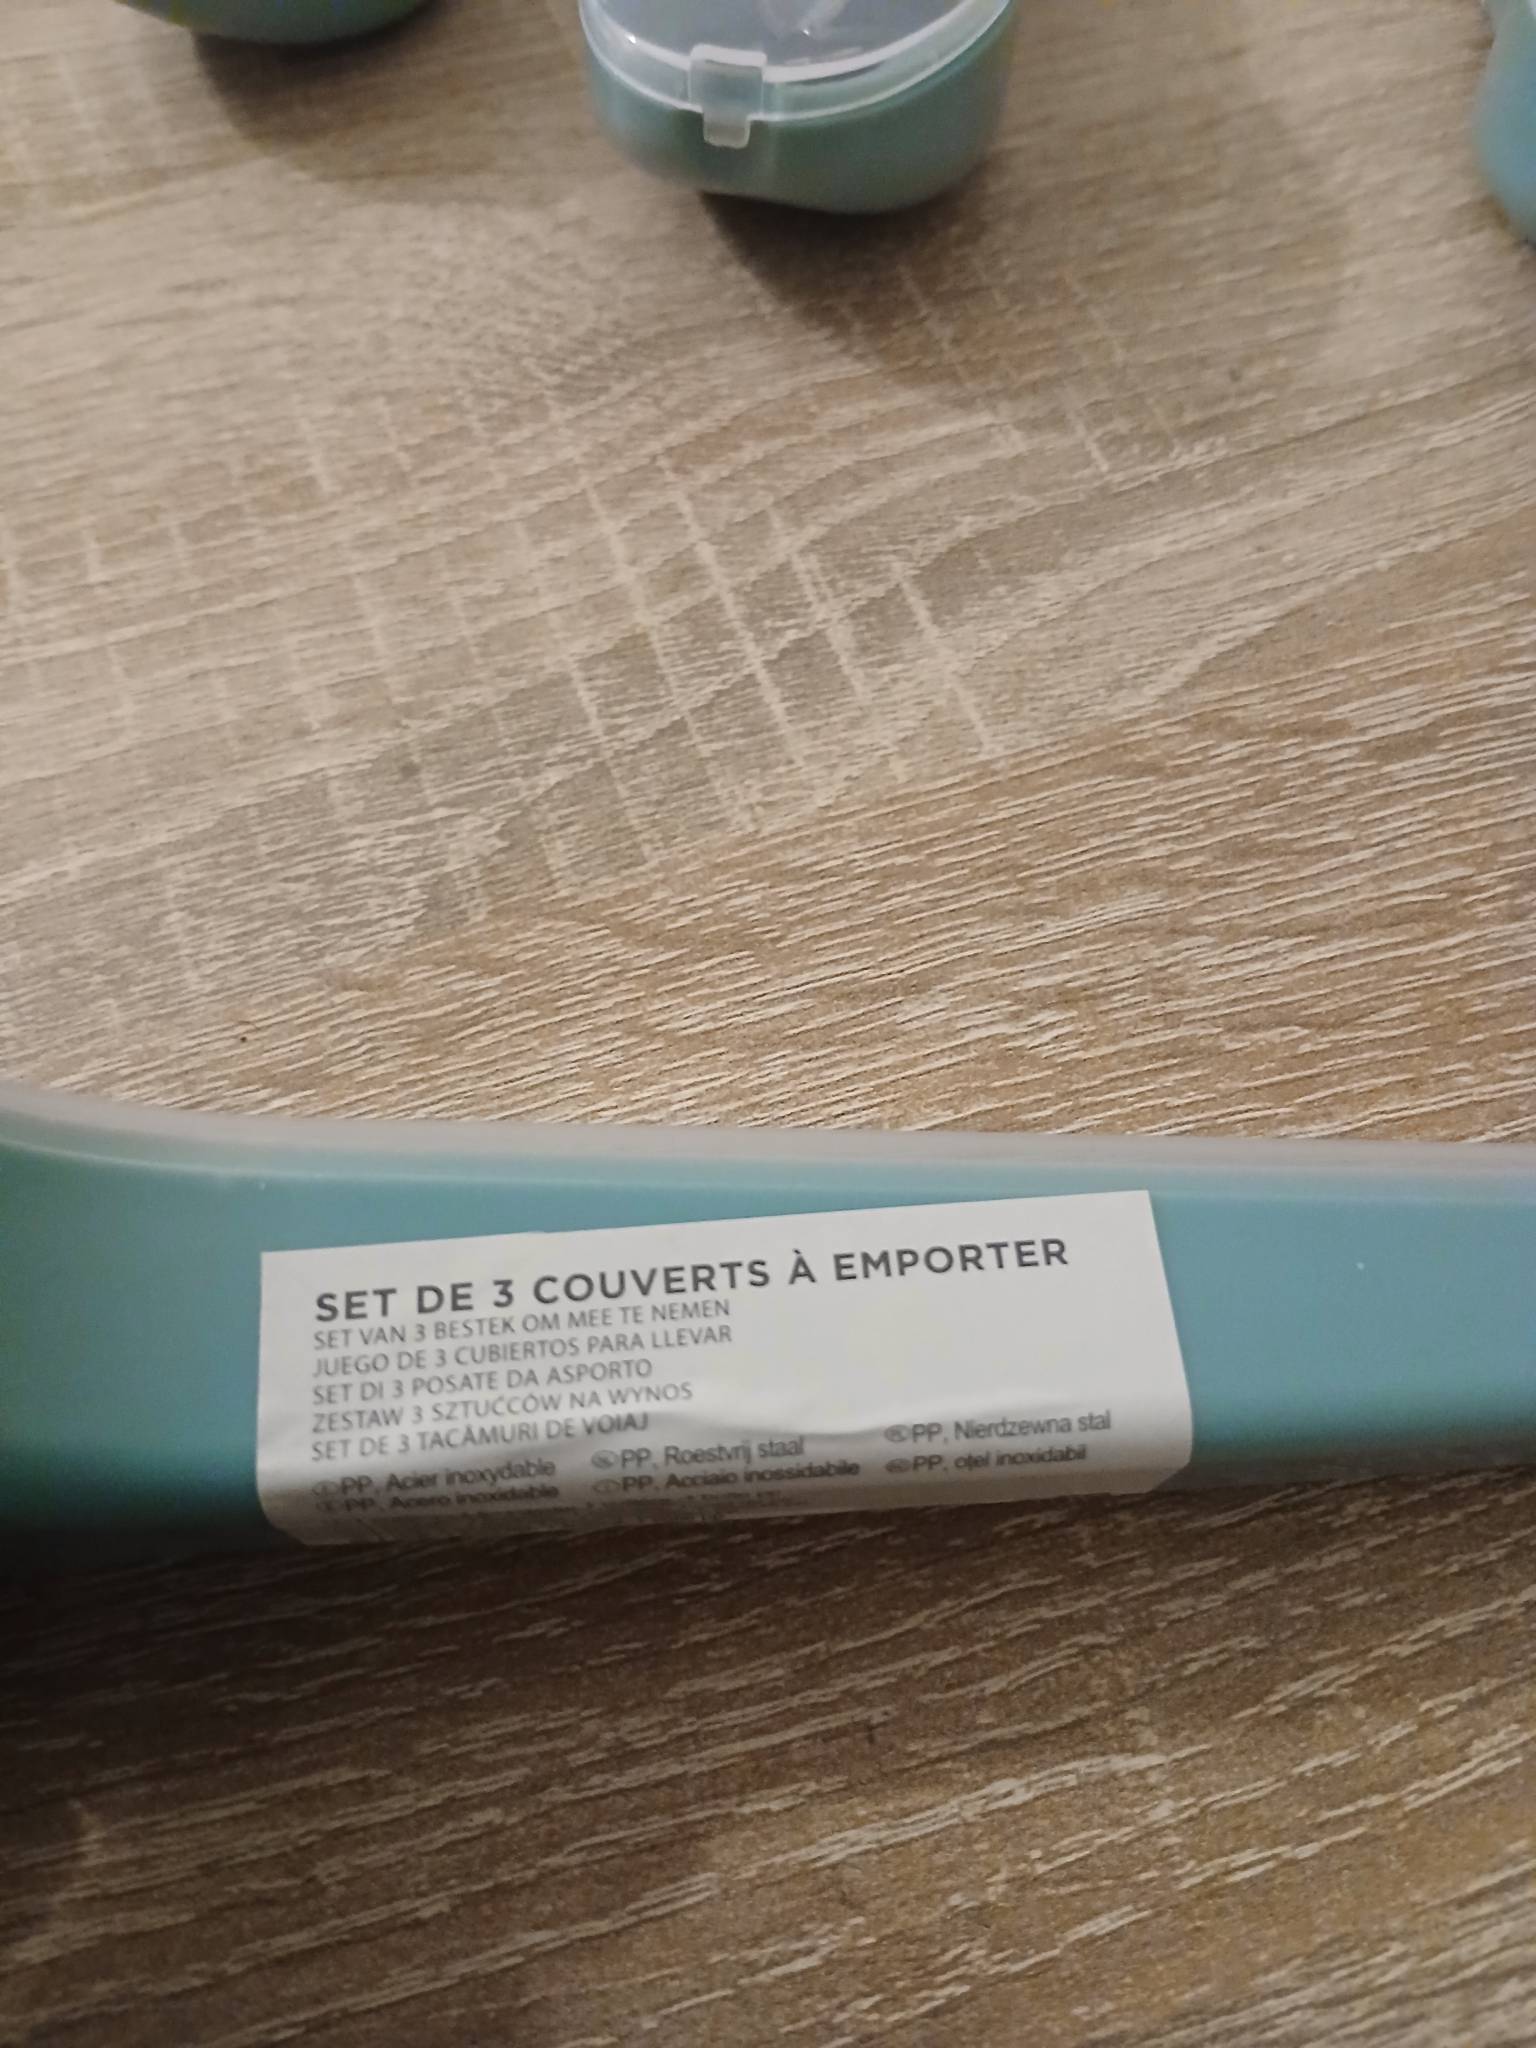 SET DE 3 COUVERTS À EMPORTER
SET VAN 3 BESTEK OM MEE TE NEMEN
JUEGO DE 3 CUBIERTOS PARA LLEVAR
SET DI 3 POSATE DA ASPORTO
ZESTAW 3 SZTUĆCÓW NA WYNOS
SET DE 3 TACÂMURI DE VOIAJ
PP, Acier inoxydable PP, Roestvrij staal PP, Nierdzewna stal
PP, Acero inoxidable PP, Acciaio inossidabile PP, oțel inoxidabil